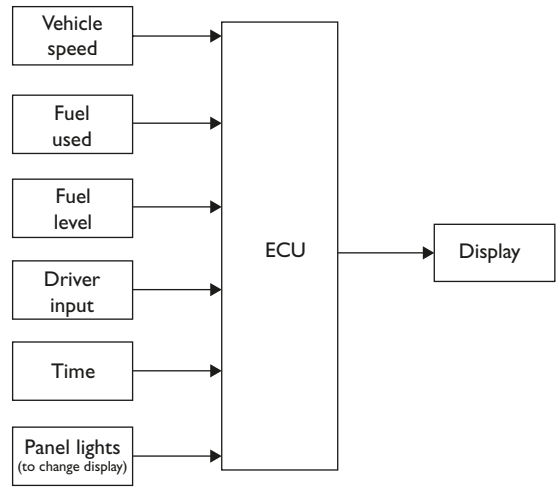 Vehicle
speed
Fuel
used
Fuel
level
Driver
input
Time
Panel lights
(to change display)
ECU
Display